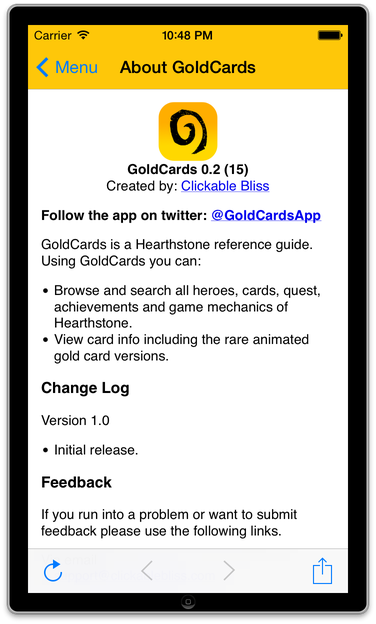 Carrier 10:48 PM
Menu About GoldCards
GoldCards 0.2 (15)
Created by: Clickable Bliss
Follow the app on twitter: @GoldCardsApp
GoldCards is a Hearthstone reference guide.
Using GoldCards you can:
• Browse and search all heroes, cards, quest,
achievements and game mechanics of
Hearthstone.
• View card info including the rare animated
gold card versions.
Change Log
Version 1.0
• Initial release.
Feedback
If you run into a problem or want to submit
feedback please use the following links.